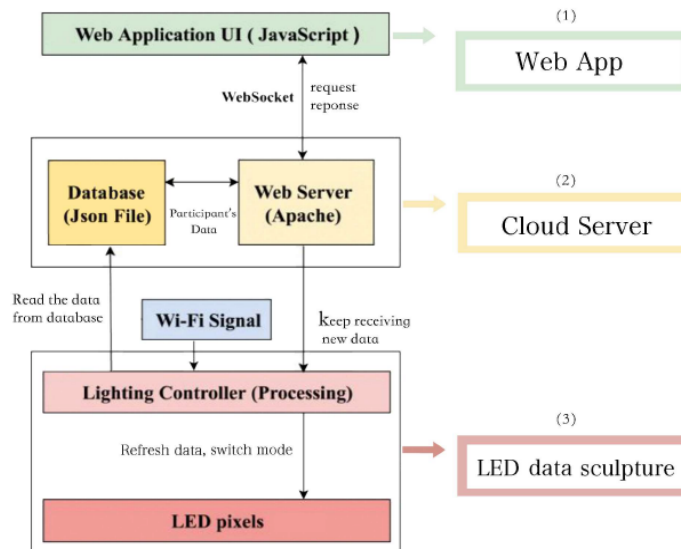 Web Application UI ( JavaScript )
(1)
Web App
WebSocket
request
reponse
Database
(Json File)
Participant's
Data
Web Server
(Apache)
(2)
Cloud Server
Read the data
from database
Wi-Fi Signal
keep receiving
new data
Lighting Controller (Processing)
Refresh data, switch mode
(3)
LED data sculpture
LED pixels